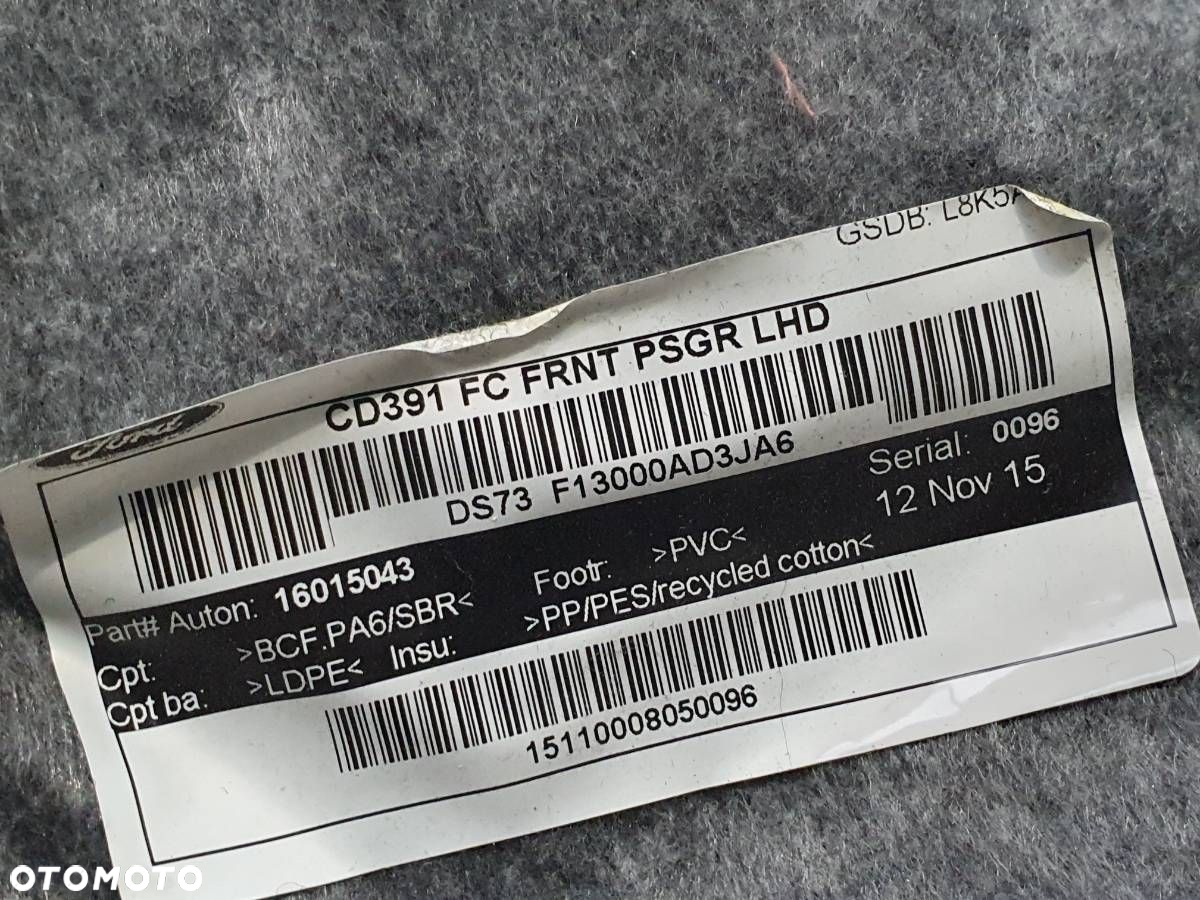 GSDB: L8K5A
Ford
CD391 FC FRNT PSGR LHD
DS73 F13000AD3JA6
Part# Auton: 16015043 Serial: 0096
Cpt: >BCF.PA6/SBR< Footr: >PVC< 12 Nov 15
Cpt ba: >LDPE< Insu: >PP/PES/recycled cotton<
15110008050096
OTOMOTO